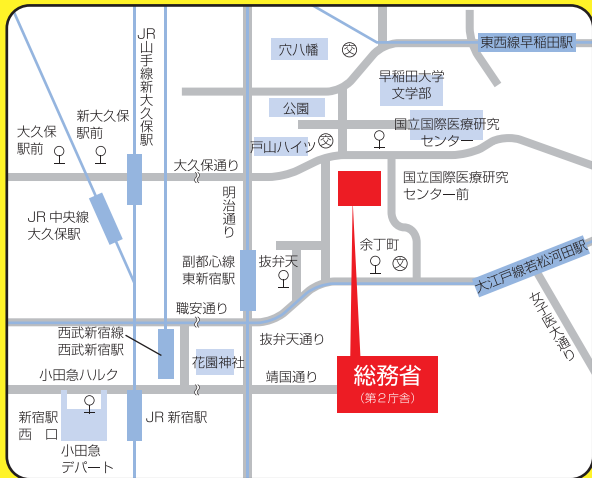 JR山手線新大久保駅
穴八幡
交
東西線早稲田駅
早稲田大学
文学部
公園
新大久保
駅前
大久保
駅前
戸山ハイツ
交
国立国際医療研究
センター
大久保通り
国立国際医療研究
センター前
明治通り
JR中央線
大久保駅
余丁町
文
副都心線
東新宿駅
抜弁天
大江戸線若松河田駅
女子医大通り
職安通り
西武新宿線
西武新宿駅
抜弁天通り
花園神社
小田急ハルク
靖国通り
総務省
(第2庁舎)
新宿駅
西 口
JR新宿駅
小田急
デパート